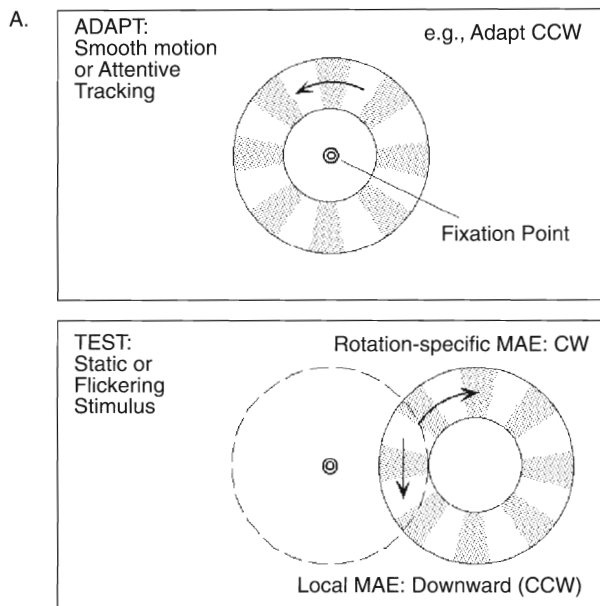 A.
ADAPT:
Smooth motion
or Attentive
Tracking
e.g., Adapt CCW
Fixation Point
TEST:
Static or
Flickering
Stimulus
Rotation-specific MAE: CW
Local MAE: Downward (CCW)